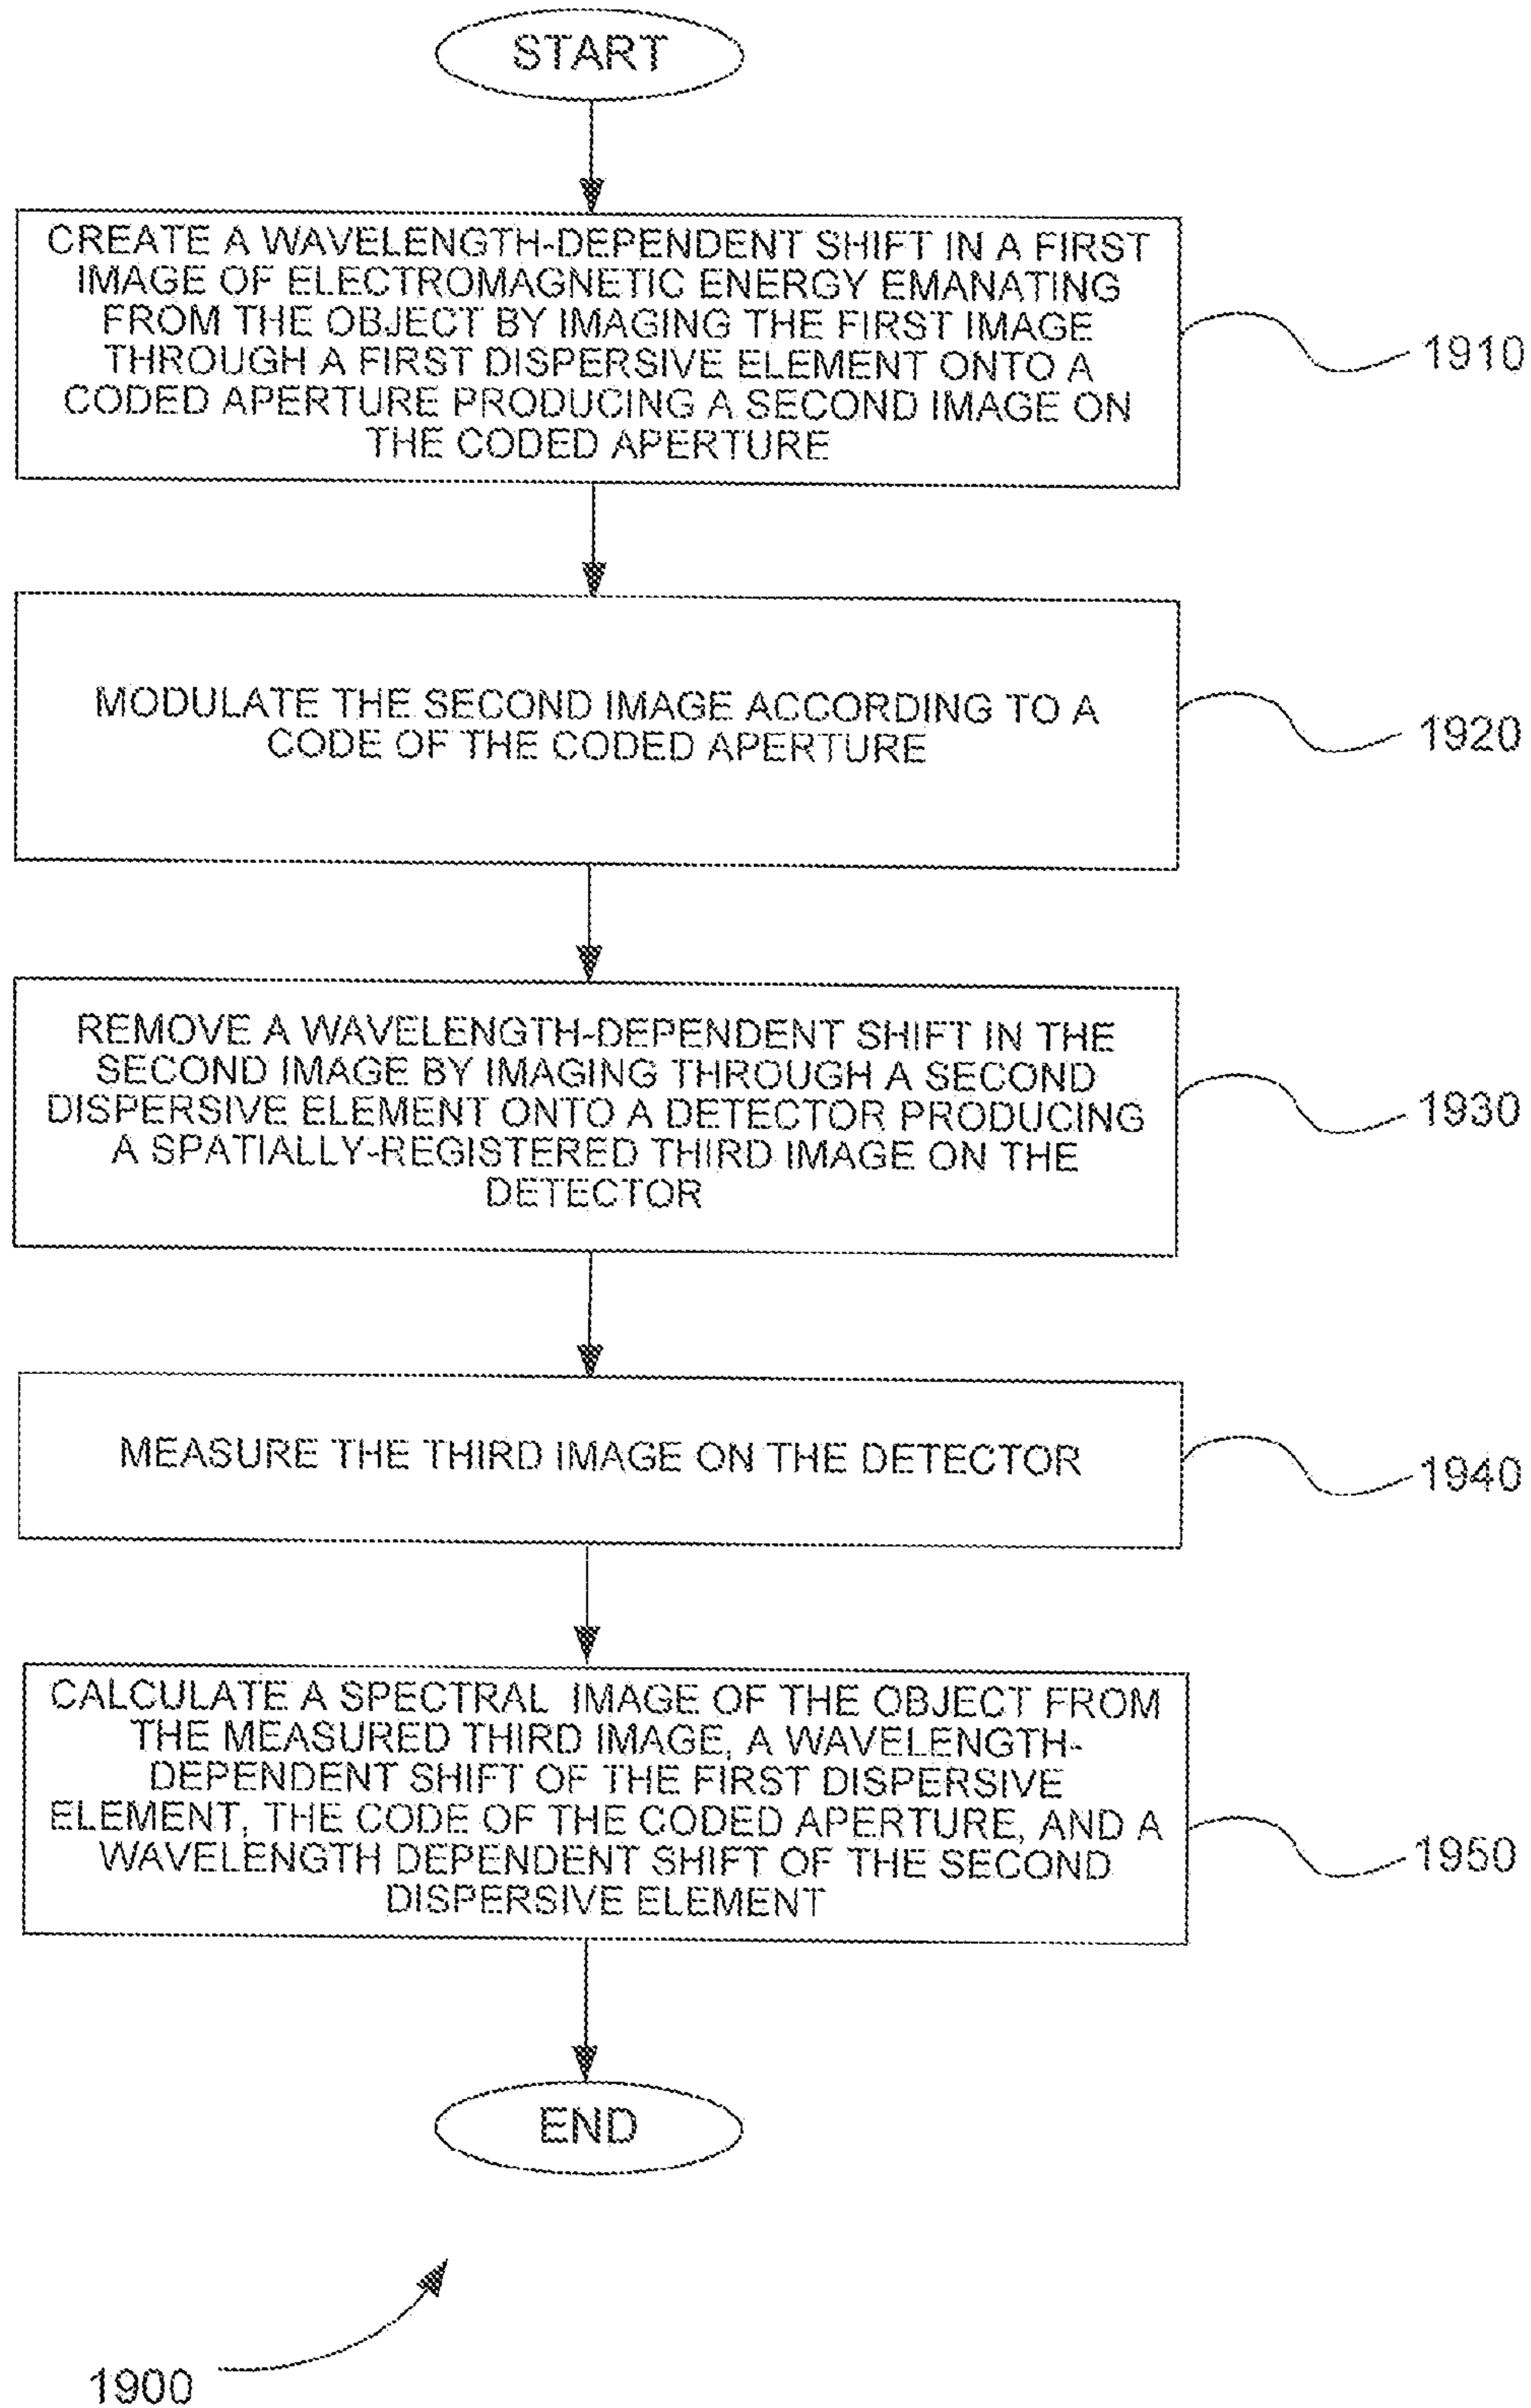 START
CREATE A WAVELENGTH-DEPENDENT SHIFT IN A FIRST
IMAGE OF ELECTROMAGNETIC ENERGY EMANATING
FROM THE OBJECT BY IMAGING THE FIRST IMAGE
THROUGH A FIRST DISPERSIVE ELEMENT ONTO A
CODED APERTURE PRODUCING A SECOND IMAGE ON
THE CODED APERTURE
1910
MODULATE THE SECOND IMAGE ACCORDING TO A
CODE OF THE CODED APERTURE
1920
REMOVE A WAVELENGTH-DEPENDENT SHIFT IN THE
SECOND IMAGE BY IMAGING THROUGH A SECOND
DISPERSIVE ELEMENT ONTO A DETECTOR PRODUCING
A SPATIALLY-REGISTERED THIRD IMAGE ON THE
DETECTOR
1930
MEASURE THE THIRD IMAGE ON THE DETECTOR
1940
CALCULATE A SPECTRAL IMAGE OF THE OBJECT FROM
THE MEASURED THIRD IMAGE, A WAVELENGTH-
DEPENDENT SHIFT OF THE FIRST DISPERSIVE
ELEMENT, THE CODE OF THE CODED APERTURE, AND A
WAVELENGTH DEPENDENT SHIFT OF THE SECOND
DISPERSIVE ELEMENT
1950
END
1900